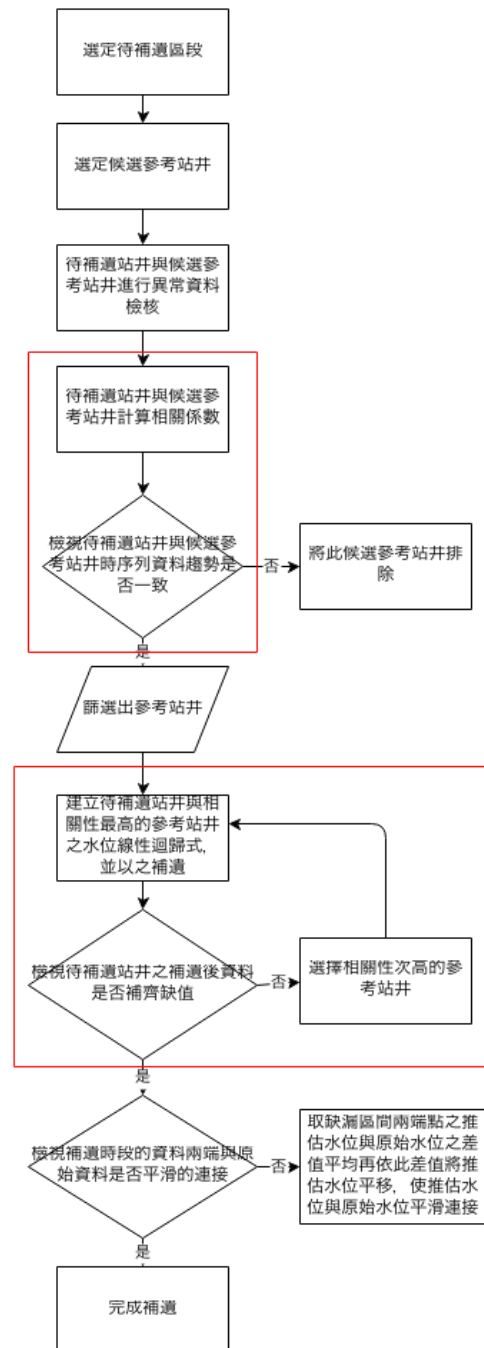 選定待補遺區段
選定候選參考站井
待補遺站井與候選參
考站井進行異常資料
檢核
待補遺站井與候選參
考站井計算相關係數
檢視待補遺站井與候選參
考站井時序列資料趨勢是
否一致
否
將此候選參考站井排
除
是
篩選出參考站井
建立待補遺站井與相
關性最高的參考站井
之水位線性迴歸式，
並以之補遺
檢視待補遺站井之補遺後資料
是否補齊缺值
否
選擇相關性次高的參
考站井
是
檢視補遺時段的資料兩端與原
始資料是否平滑的連接
否
取缺漏區間兩端點之推
估水位與原始水位之差
值平均再依此差值將推
估水位平移，使推估水
位與原始水位平滑連接
是
完成補遺